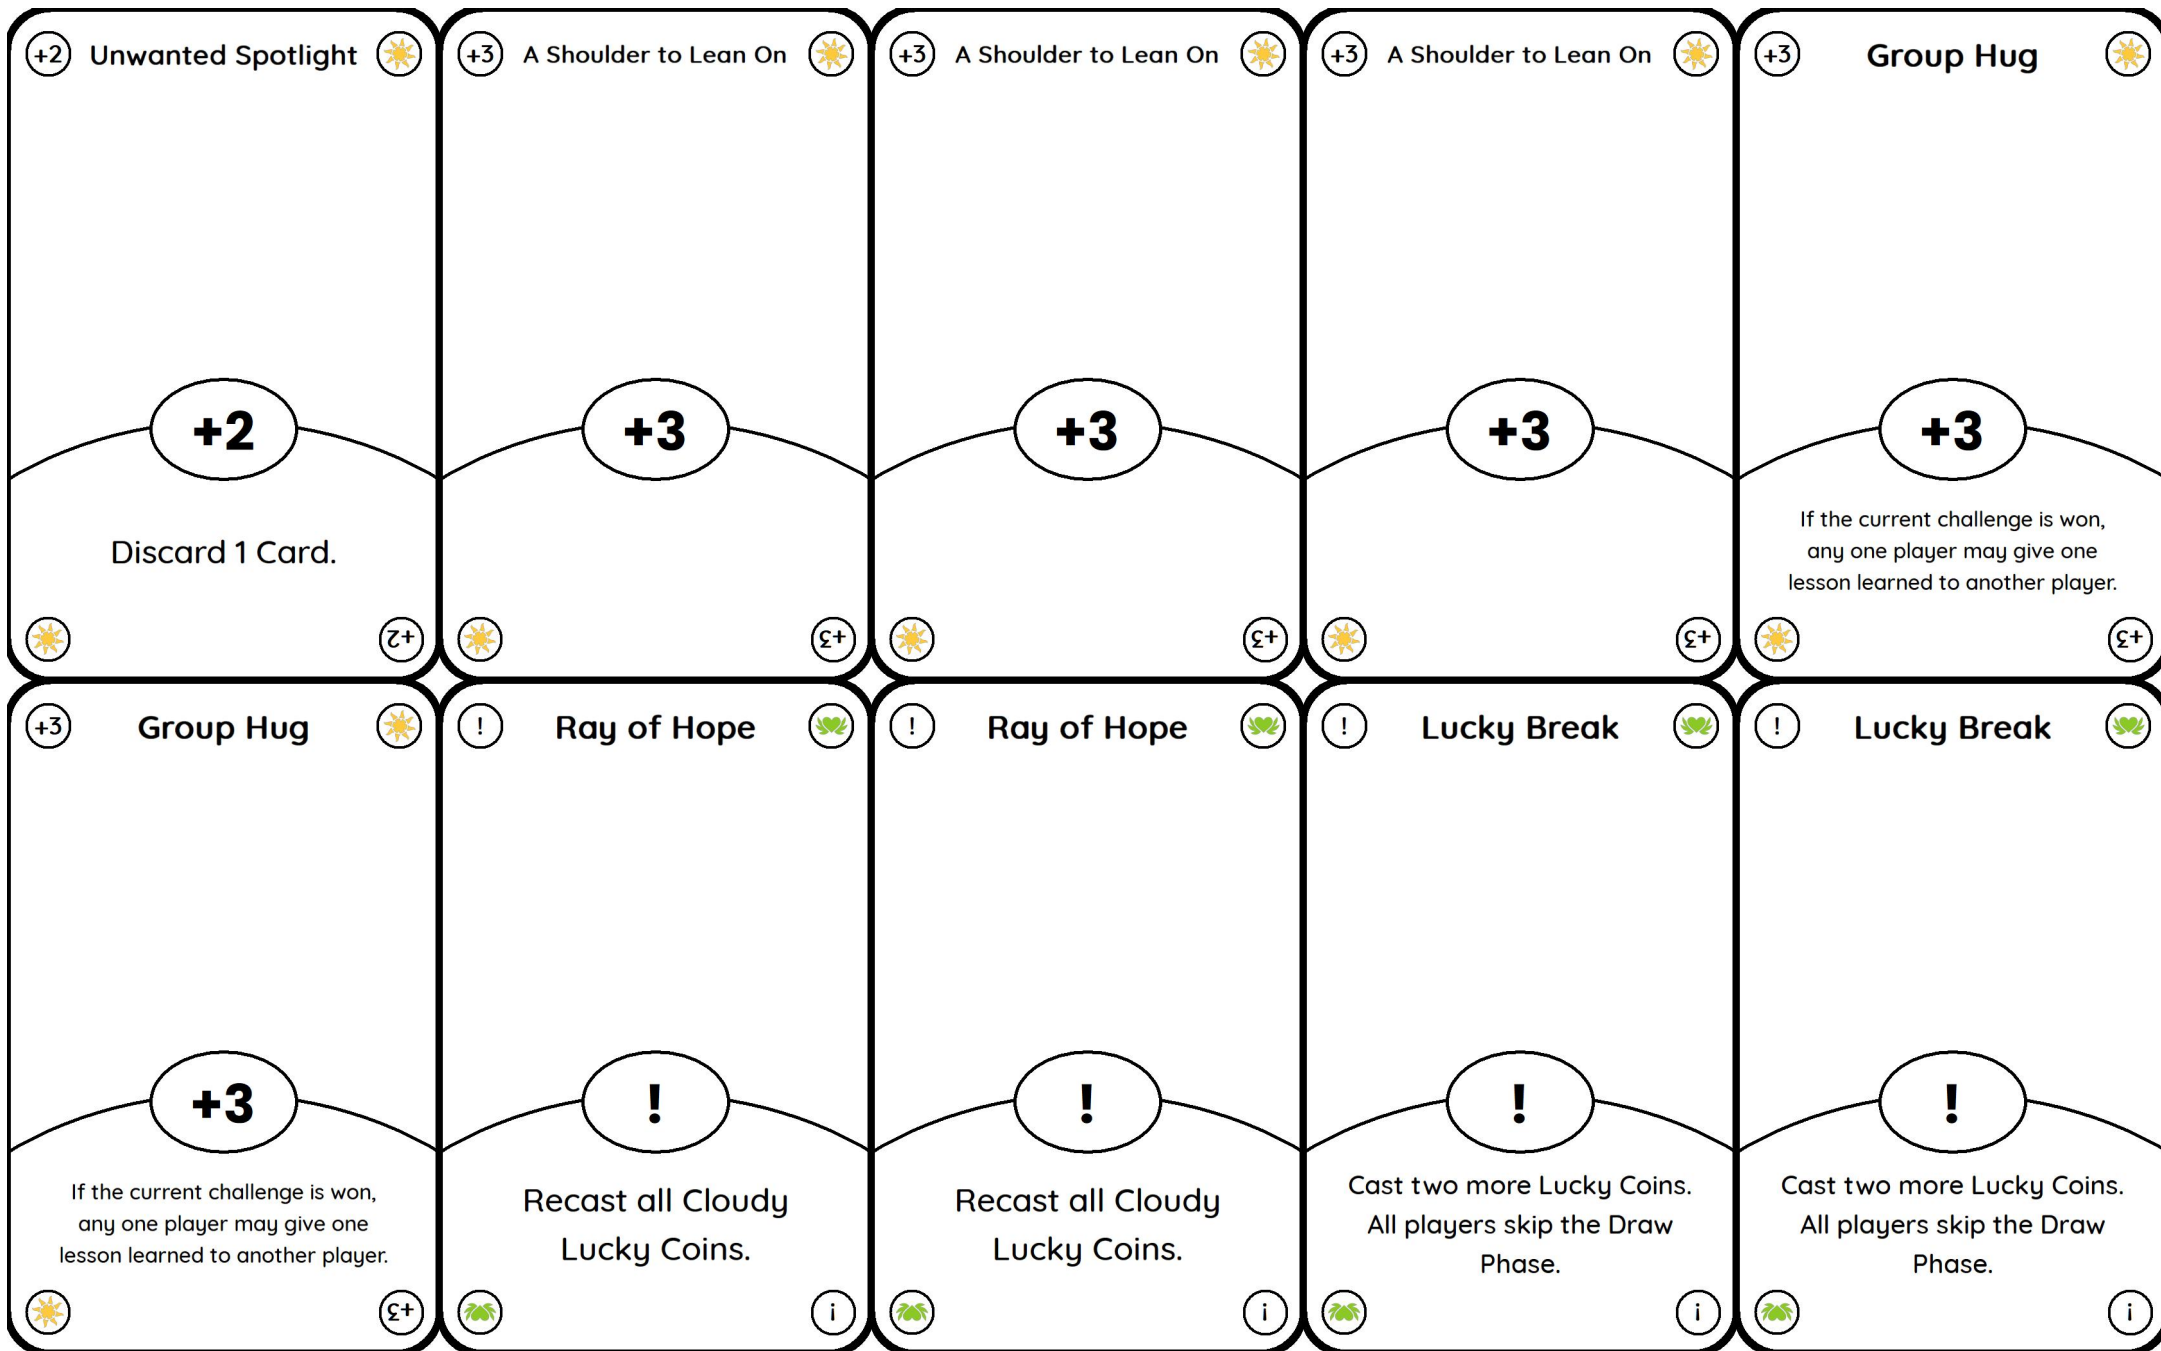 +2 Unwanted Spotlight
+2
Discard 1 Card.
+2
+3 A Shoulder to Lean On
+3
+3
+3 A Shoulder to Lean On
+3
+3
+3 A Shoulder to Lean On
+3
+3
+3 Group Hug
+3
If the current challenge is won,
any one player may give one
lesson learned to another player.
+3
+3 Group Hug
+3
If the current challenge is won,
any one player may give one
lesson learned to another player.
+3
! Ray of Hope
!
Recast all Cloudy
Lucky Coins.
!
! Ray of Hope
!
Recast all Cloudy
Lucky Coins.
!
! Lucky Break
!
Cast two more Lucky Coins.
All players skip the Draw
Phase.
!
! Lucky Break
!
Cast two more Lucky Coins.
All players skip the Draw
Phase.
!